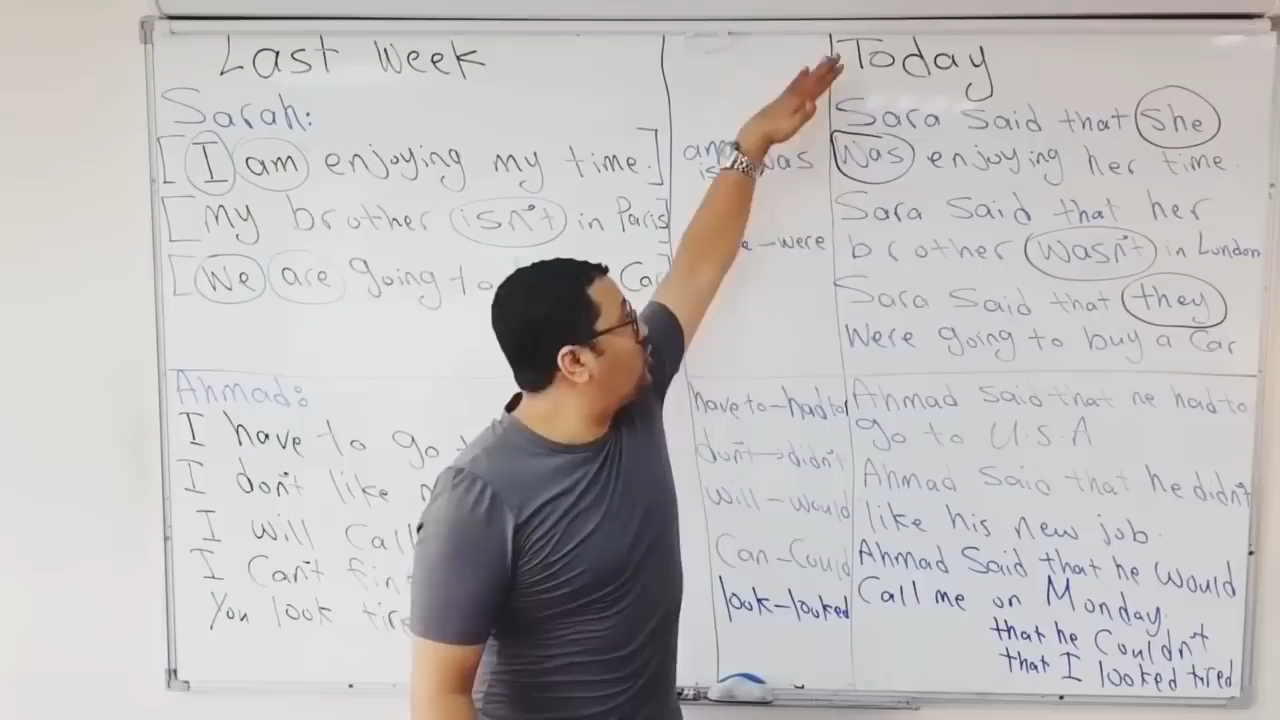 Last Week
Sarah:
[I am enjoying my time.]
[My brother isn't in Paris]
[We are going to Car]
Ahmad:
I have to go
I don't like
I will Call
I Can't
You look
am
is was
were
have to-had to
don't→didn't
will-would
Can-Could
look-looked
Today
Sara said that she
was enjoying her time.
Sara said that her
brother wasn't in London
Sara said that they
were going to buy a Car
Ahmad said that he had to
go to U.S.A.
Ahmad said that he didn't
like his new job.
Ahmad Said that he would
Call me on Monday.
that he Couldn't
that I looked tired